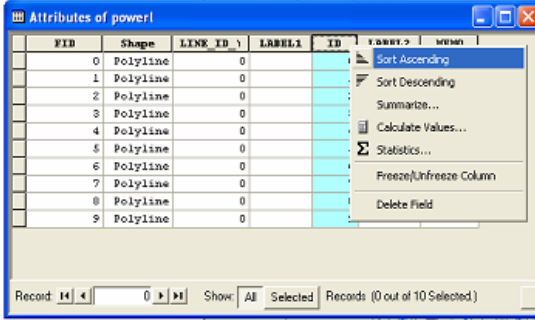 Attributes of powerl
FID Shape LINE_ID_ LABEL1 ID LABEL2 MEMO
0 Polyline 0
1 Polyline 0
2 Polyline 0
3 Polyline 0
4 Polyline 0
5 Polyline 0
6 Polyline 0
7 Polyline 0
8 Polyline 0
9 Polyline 0
Sort Ascending
Sort Descending
Summarize...
Calculate Values...
Σ Statistics...
Freeze/Unfreeze Column
Delete Field
Record: 0 Show: All Selected Records (0 out of 10 Selected.)